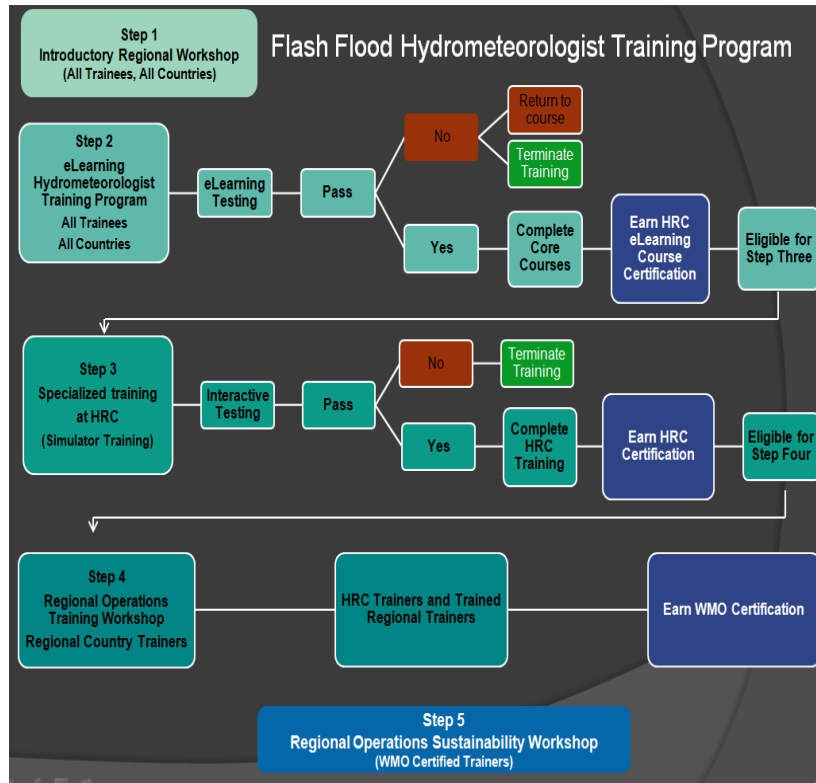 Step 1
Introductory Regional Workshop
(All Trainees, All Countries)
Flash Flood Hydrometeorologist Training Program
Step 2
eLearning
Hydrometeorologist
Training Program
All Trainees
All Countries
eLearning
Testing
Pass
No
Return to
course
Terminate
Training
Yes
Complete
Core
Courses
Earn HRC
eLearning
Course
Certification
Eligible for
Step Three
Step 3
Specialized training
at HRC
(Simulator Training)
Interactive
Testing
Pass
No
Terminate
Training
Yes
Complete
HRC
Training
Earn HRC
Certification
Eligible for
Step Four
Step 4
Regional Operations
Training Workshop
Regional Country Trainers
HRC Trainers and Trained
Regional Trainers
Earn WMO Certification
Step 5
Regional Operations Sustainability Workshop
(WMO Certified Trainers)